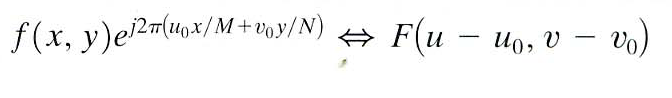 f(x, y)e^{j2π(u₀x/M+v₀y/N)} ⇔ F(u − u₀, v − v₀)